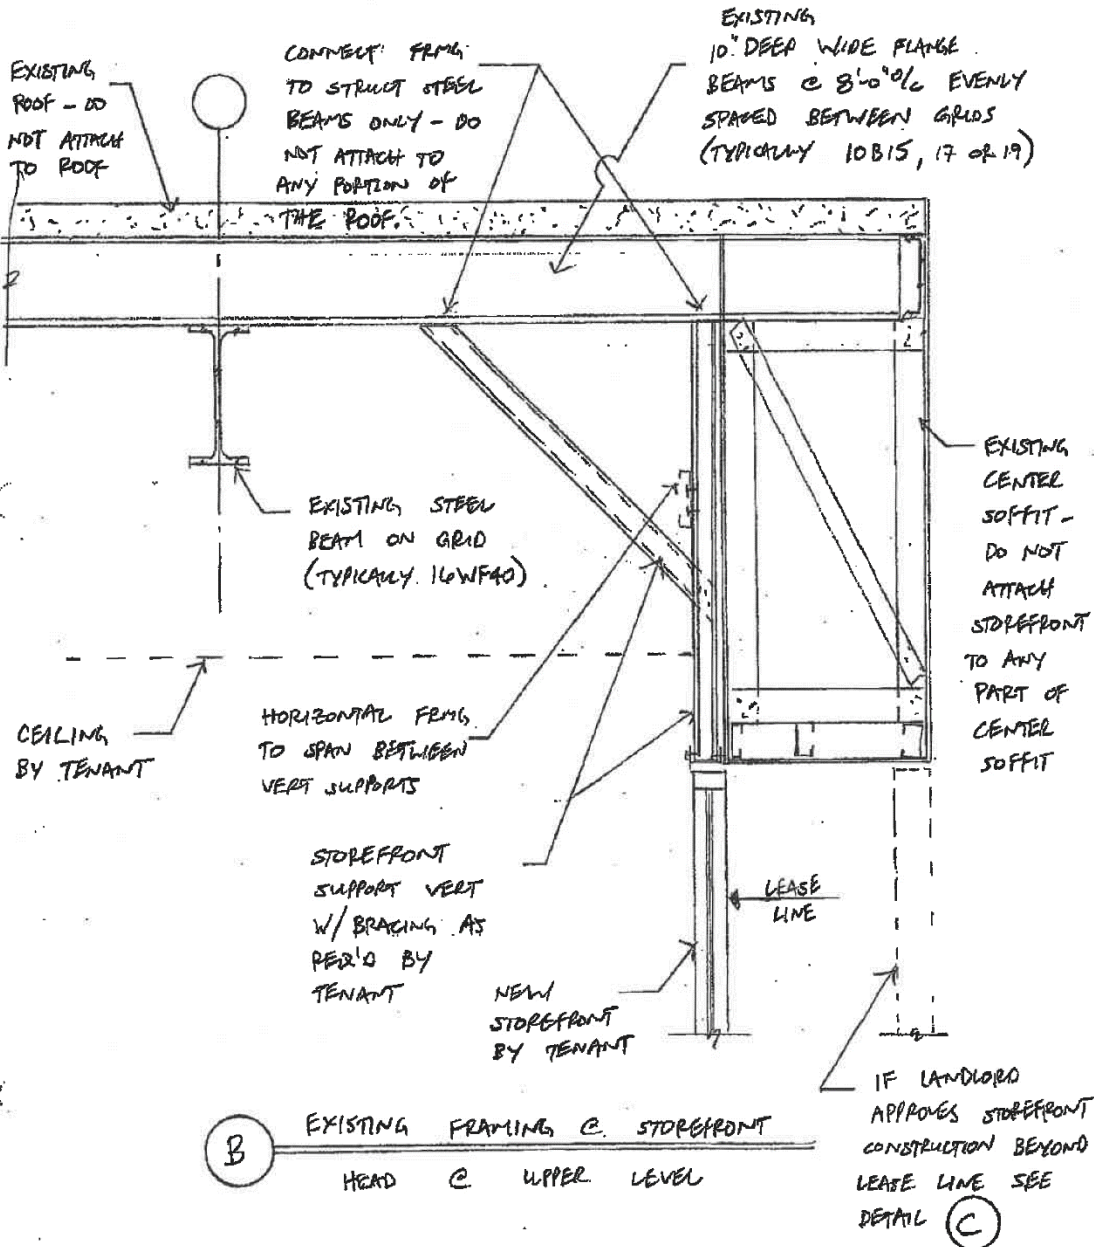 EXISTING
ROOF - DO
NOT ATTACH
TO ROOF
CONNECT FRMG
TO STRUCT STEEL
BEAMS ONLY - DO
NOT ATTACH TO
ANY PORTION OF
THE ROOF.
EXISTING
10" DEEP WIDE FLANGE
BEAMS @ 8'-0" O/C EVENLY
SPACED BETWEEN GRIDS
(TYPICALLY 10B15, 17 OR 19)
EXISTING STEEL
BEAM ON GRID
(TYPICALLY 16WF40)
EXISTING
CENTER
SOFFIT -
DO NOT
ATTACH
STOREFRONT
TO ANY
PART OF
CENTER
SOFFIT
CEILING
BY TENANT
HORIZONTAL FRMG
TO SPAN BETWEEN
VERT SUPPORTS
STOREFRONT
SUPPORT VERT
W/ BRACING AS
REQ'D BY
TENANT
LEASE
LINE
NEW
STOREFRONT
BY TENANT
IF LANDLORD
APPROVES STOREFRONT
CONSTRUCTION BEYOND
LEASE LINE SEE
DETAIL C
B
EXISTING FRAMING @ STOREFRONT
HEAD @ UPPER LEVEL